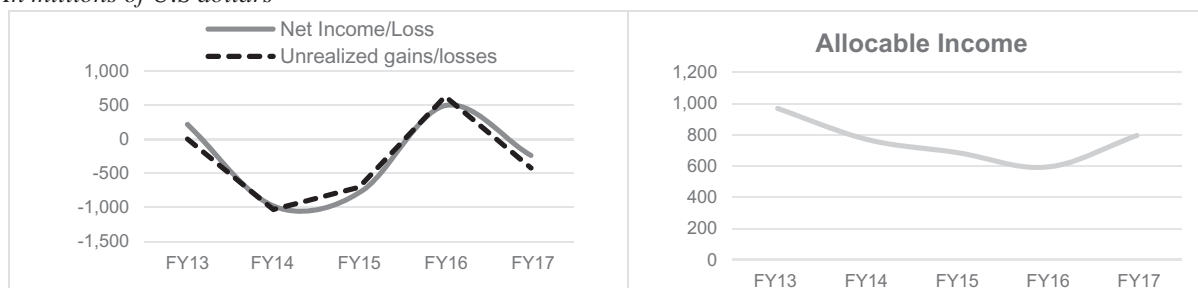 In millions of U.S dollars
Net Income/Loss
Unrealized gains/losses
1,000
500
0
-500
-1,000
-1,500
FY13 FY14 FY15 FY16 FY17
Allocable Income
1,200
1,000
800
600
400
200
0
FY13 FY14 FY15 FY16 FY17